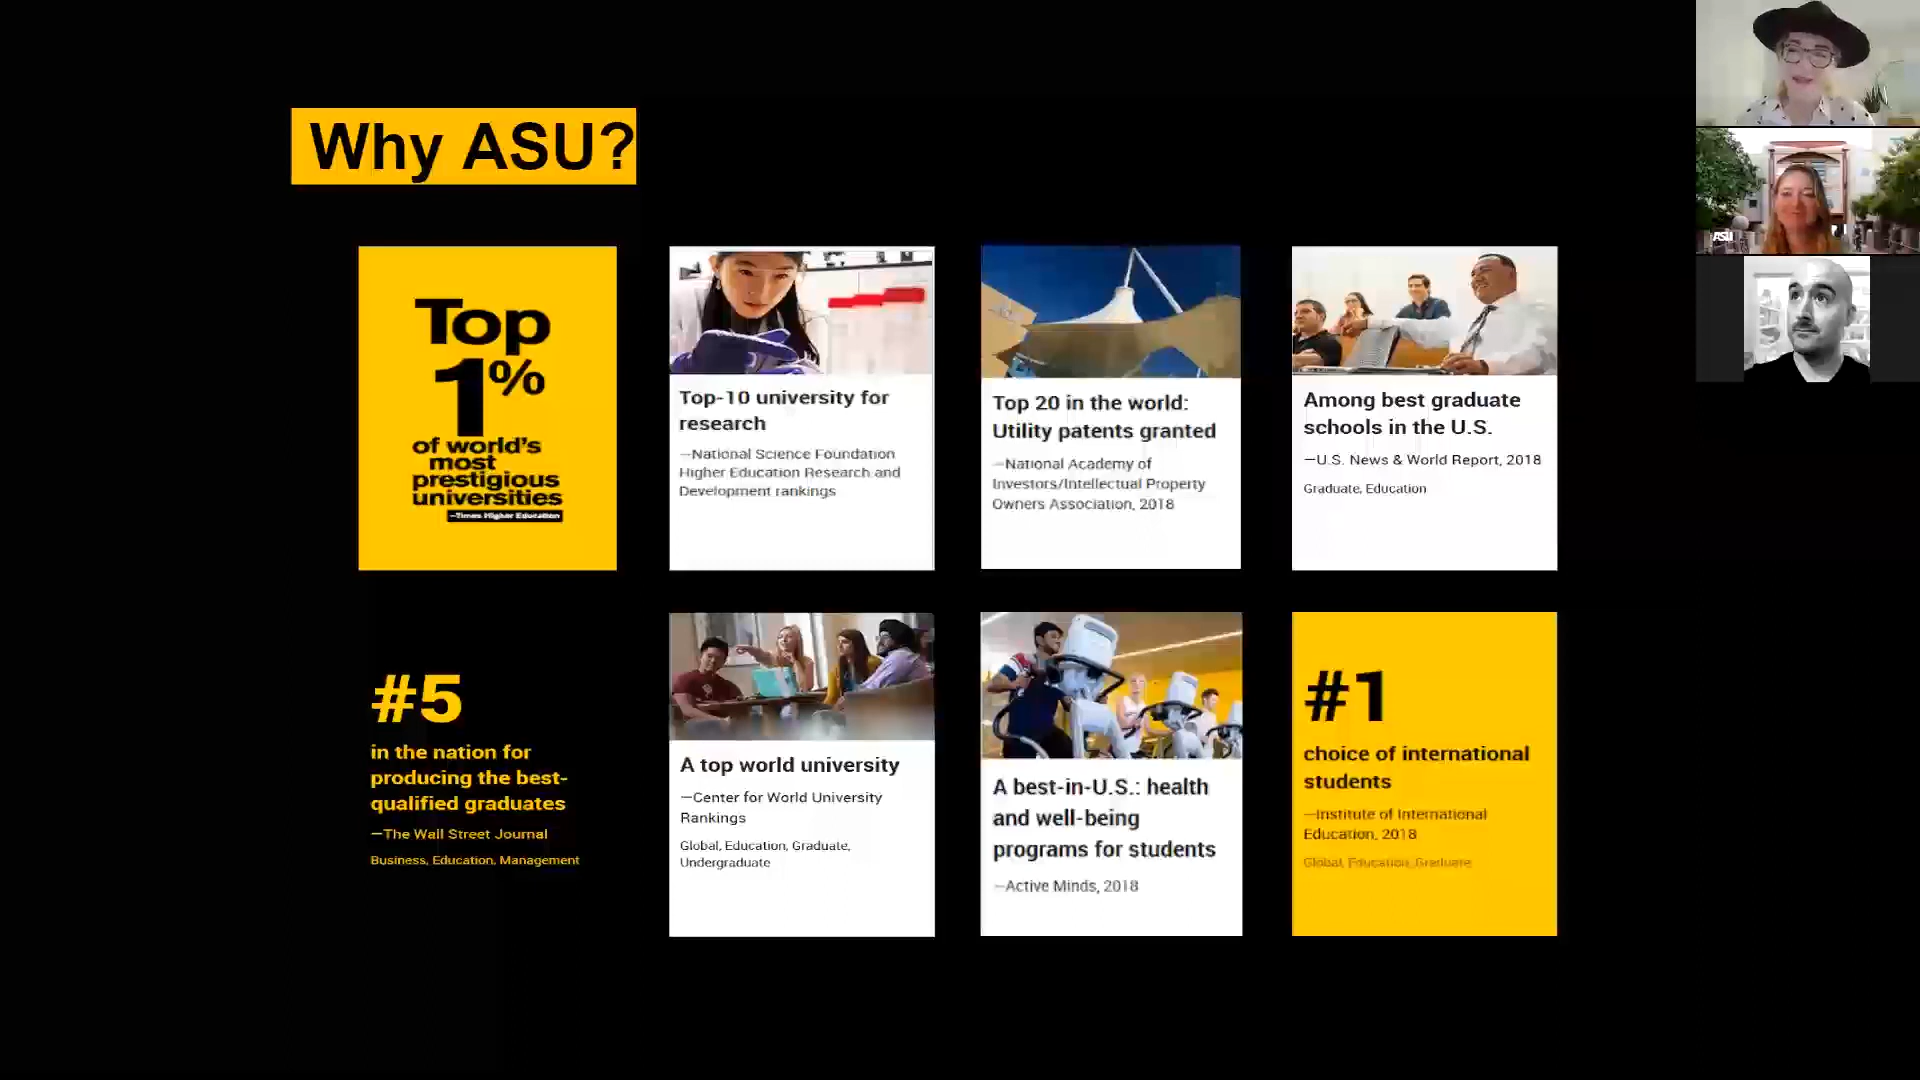 Why ASU?
Top
1%
of world's
most
prestigious
universities
—Times Higher Education
Top-10 university for
research
—National Science Foundation
Higher Education Research and
Development rankings
Top 20 in the world:
Utility patents granted
—National Academy of
Investors/Intellectual Property
Owners Association, 2018
Among best graduate
schools in the U.S.
—U.S. News & World Report, 2018
Graduate, Education
#5
in the nation for
producing the best-
qualified graduates
—The Wall Street Journal
Business, Education, Management
A top world university
—Center for World University
Rankings
Global, Education, Graduate,
Undergraduate
A best-in-U.S.: health
and well-being
programs for students
—Active Minds, 2018
#1
choice of international
students
—Institute of International
Education, 2018
Global, Education, Graduate
ASU